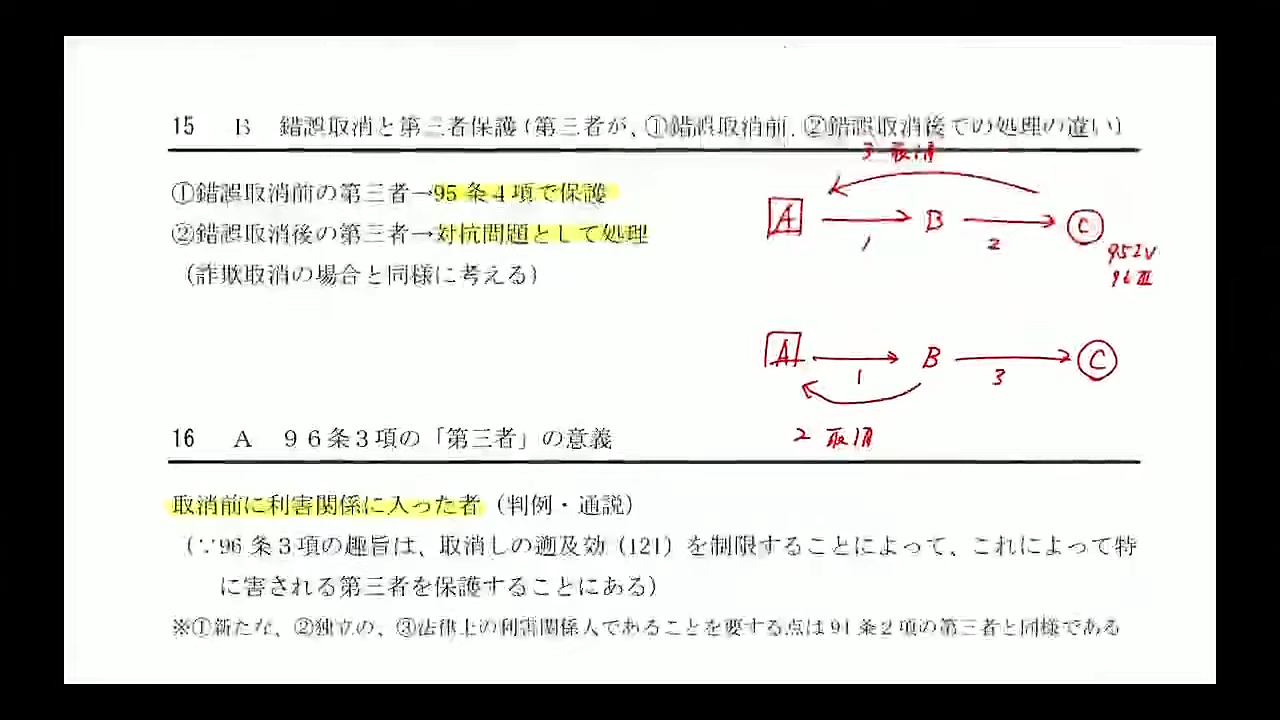 15 B 錯誤取消と第三者保護(第三者が、①錯誤取消前、②錯誤取消後での処理の違い)
3 取消
①錯誤取消前の第三者→95条4項で保護
②錯誤取消後の第三者→対抗問題として処理
(詐欺取消の場合と同様に考える)
A B C
1 2
95Ⅳ
96Ⅲ
A B C
1 3
2 取消
16 A 96条3項の「第三者」の意義
取消前に利害関係に入った者(判例・通説)
(∵96条3項の趣旨は、取消しの遡及効(121)を制限することによって、これによって特
に害される第三者を保護することにある)
※①新たな、②独立の、③法律上の利害関係人であることを要する点は94条2項の第三者と同様である